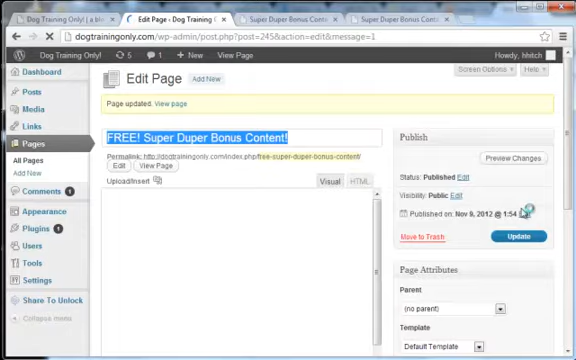 Dog Training Only! | a bl
Edit Page ‹ Dog Training
Super Duper Bonus Content
Super Duper Bonus Content
dogtrainingonly.com/wp-admin/post.php?post=245&action=edit&message=1
Dog Training Only!
1
New
View Page
Howdy, hhitch
Dashboard
Posts
Media
Links
Pages
All Pages
Add New
Comments 1
Appearance
Plugins 1
Users
Tools
Settings
Share To Unlock
Collapse menu
Screen Options
Help
Edit Page
Add New
Page updated. View page
FREE! Super Duper Bonus Content!
Permalink: http://dogtrainingonly.com/index.php/free-super-duper-bonus-content/
Edit
View Page
Upload/Insert
Visual
HTML
Publish
Preview Changes
Status: Published Edit
Visibility: Public Edit
Published on: Nov 9, 2012 @ 1:54
Move to Trash
Update
Page Attributes
Parent
(no parent)
Template
Default Template